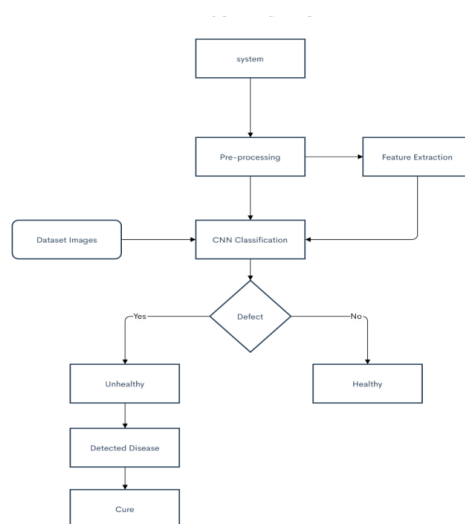 system
Pre-processing
Feature Extraction
Dataset Images
CNN Classification
Defect
Yes
No
Unhealthy
Healthy
Detected Disease
Cure